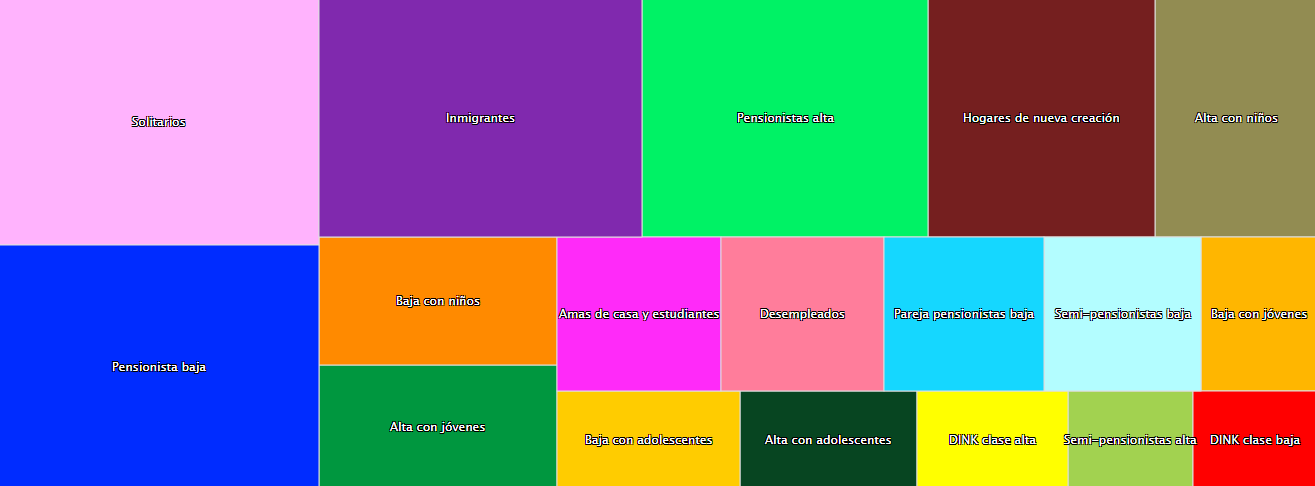 Solitarios
Inmigrantes
Pensionistas alta
Hogares de nueva creación
Alta con niños
Pensionista baja
Baja con niños
Amas de casa y estudiantes
Desempleados
Pareja pensionistas baja
Semi-pensionistas baja
Baja con jóvenes
Alta con jóvenes
Baja con adolescentes
Alta con adolescentes
DINK clase alta
Semi-pensionistas alta
DINK clase baja